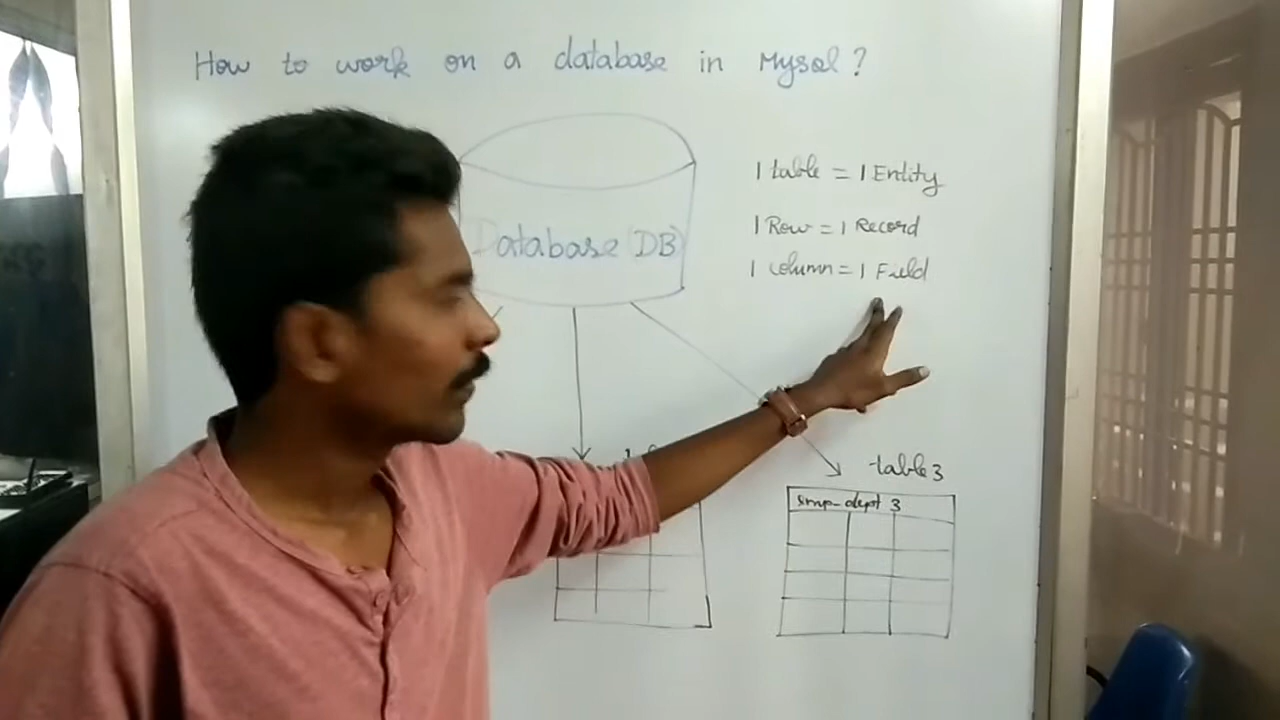 How to work on a database in Mysql?
Database (DB)
1 table = 1 Entity
1 Row = 1 Record
1 column = 1 Field
table 3
emp_dept 3